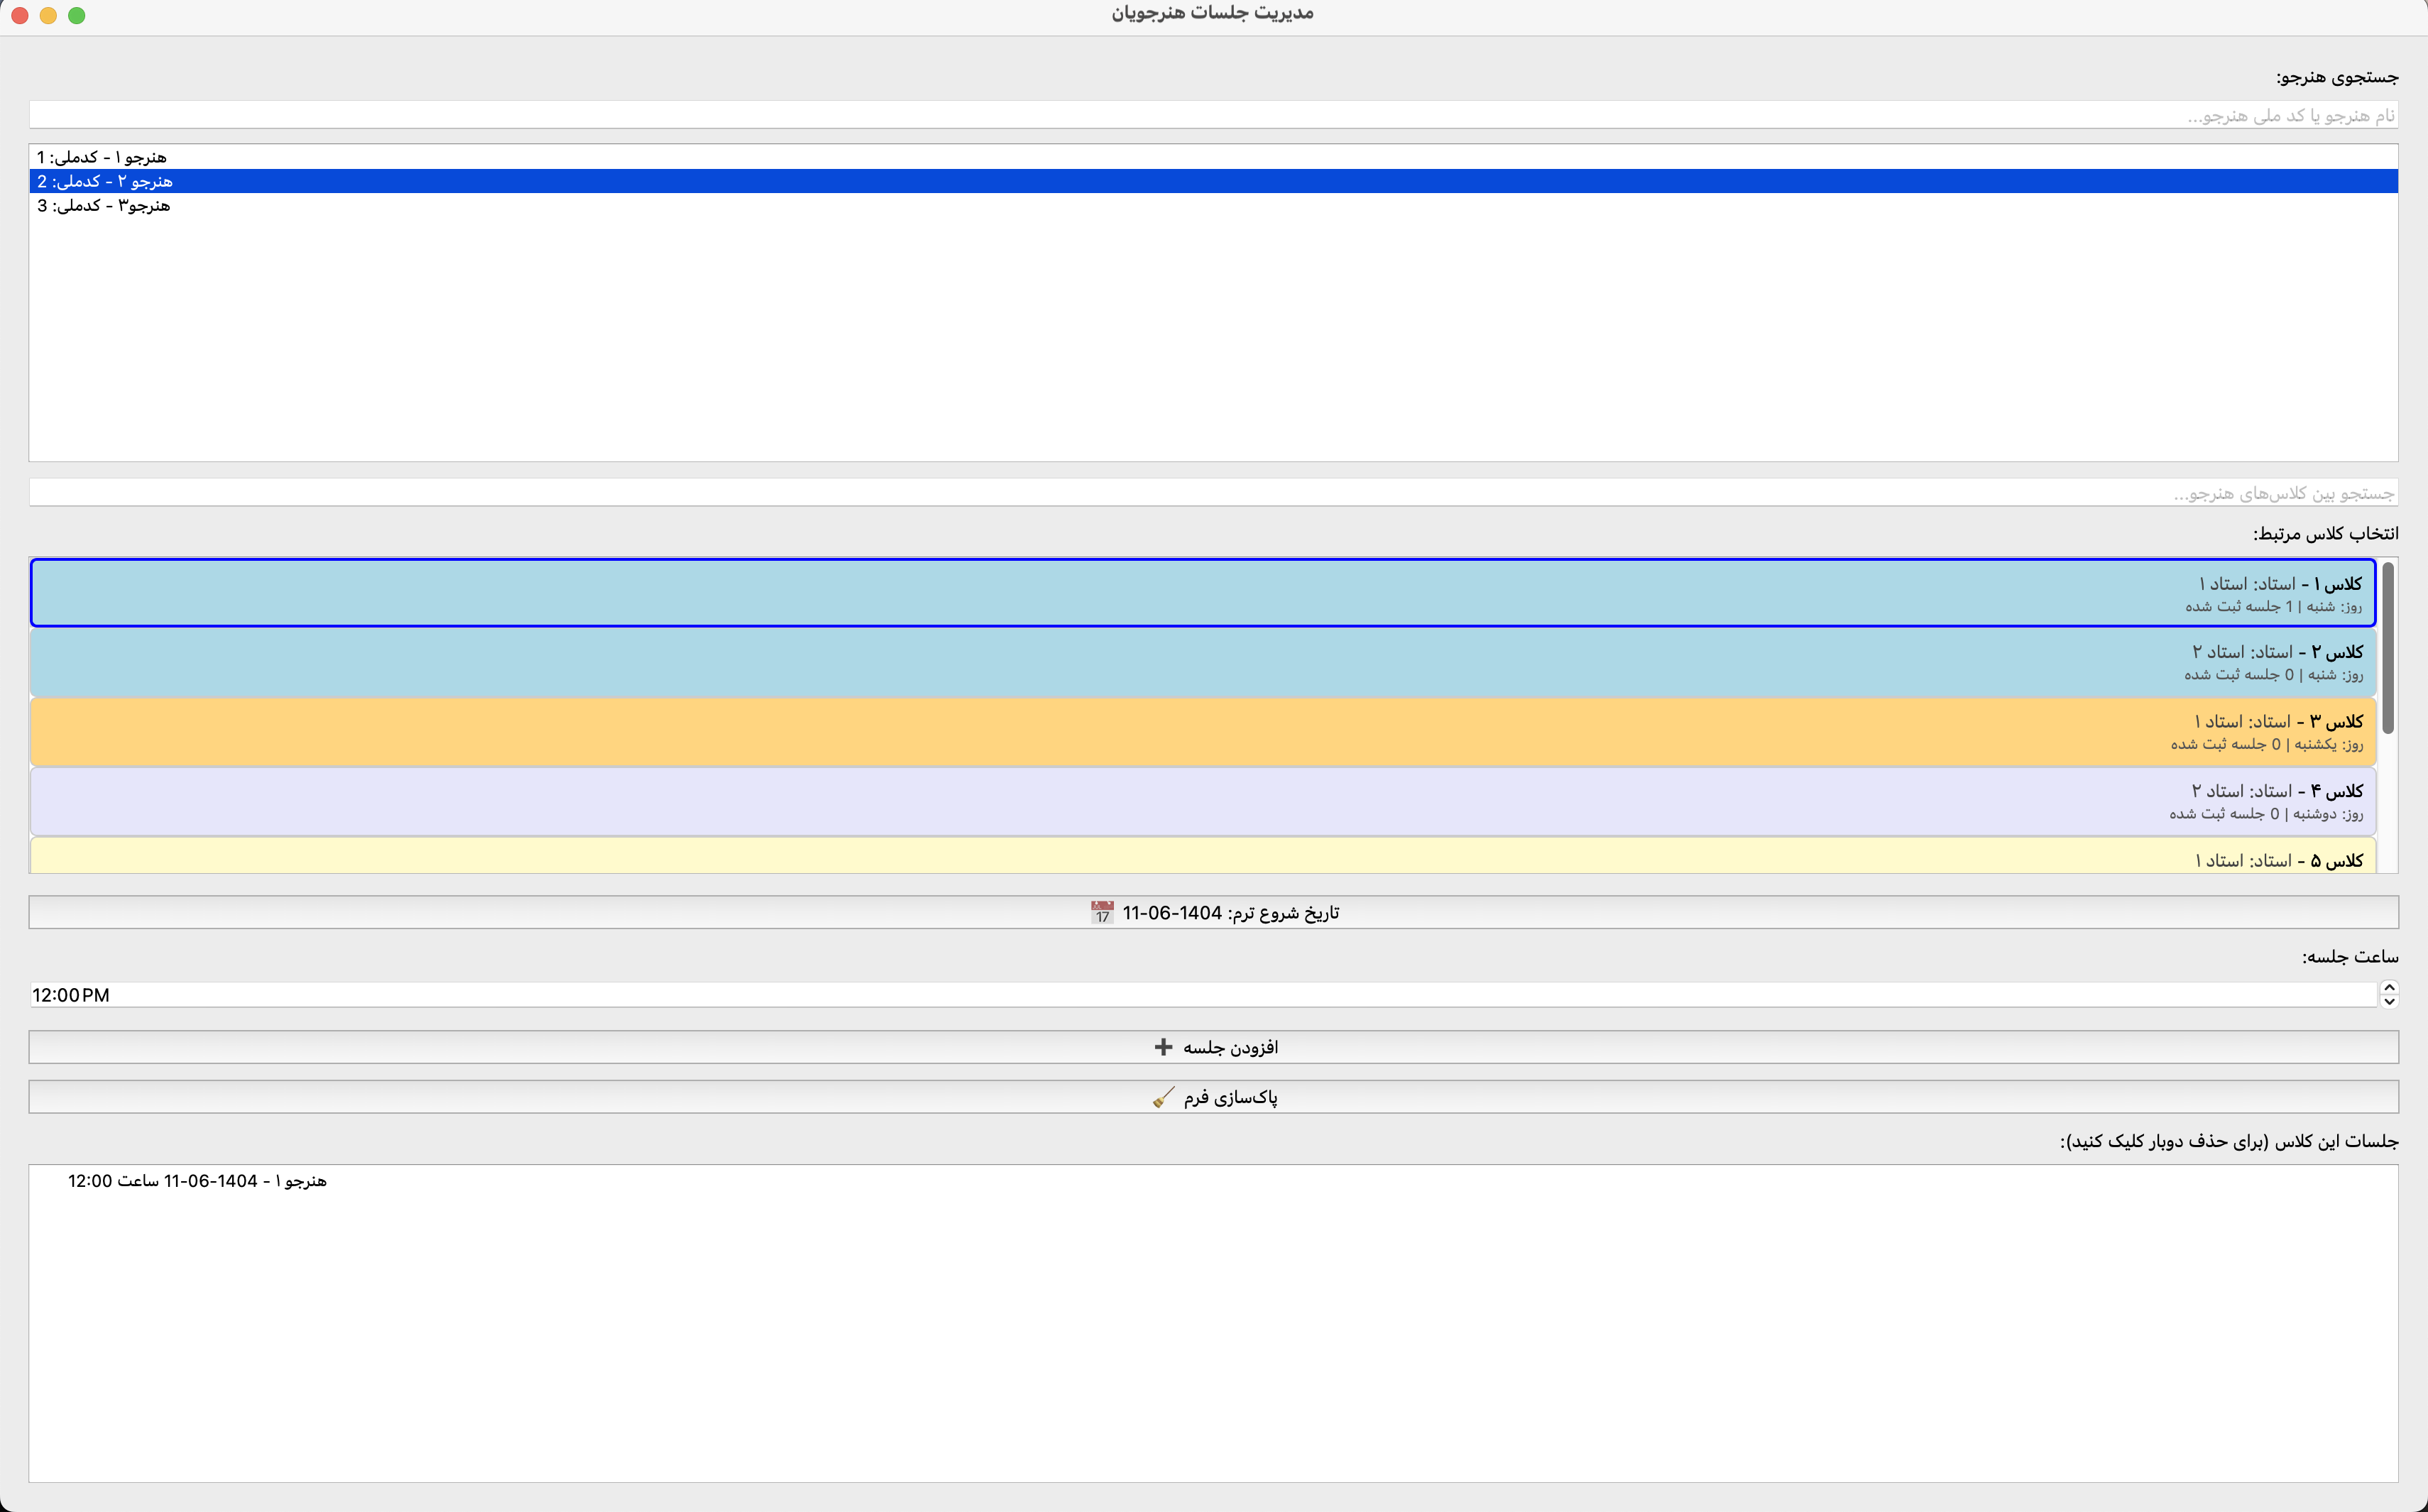 مدیریت جلسات هنرجویان
جستجوی هنرجو:
نام هنرجو یا کد ملی هنرجو...
هنرجو ۱ - کدملی: 1
هنرجو ۲ - کدملی: 2
هنرجو۳ - کدملی: 3
جستجو بین کلاس‌های هنرجو...
انتخاب کلاس مرتبط:
کلاس ۱ - استاد: استاد ۱
روز: شنبه | 1 جلسه ثبت شده
کلاس ۲ - استاد: استاد ۲
روز: شنبه | 0 جلسه ثبت شده
کلاس ۳ - استاد: استاد ۱
روز: یکشنبه | 0 جلسه ثبت شده
کلاس ۴ - استاد: استاد ۲
روز: دوشنبه | 0 جلسه ثبت شده
کلاس ۵ - استاد: استاد ۱
تاریخ شروع ترم: 1404-06-11 📅 17
ساعت جلسه:
12:00 PM
افزودن جلسه ➕
پاک‌سازی فرم 🧹
جلسات این کلاس (برای حذف دوبار کلیک کنید):
هنرجو ۱ - 1404-06-11 ساعت 12:00